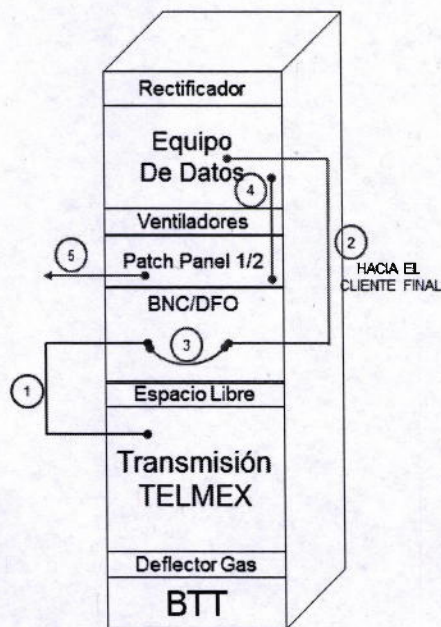 Rectificador
Equipo
De Datos
4
Ventiladores
5
Patch Panel 1/2
2
HACIA EL
CLIENTE FINAL
BNC/DFO
3
1
Espacio Libre
Transmisión
TELMEX
Deflector Gas
BTT